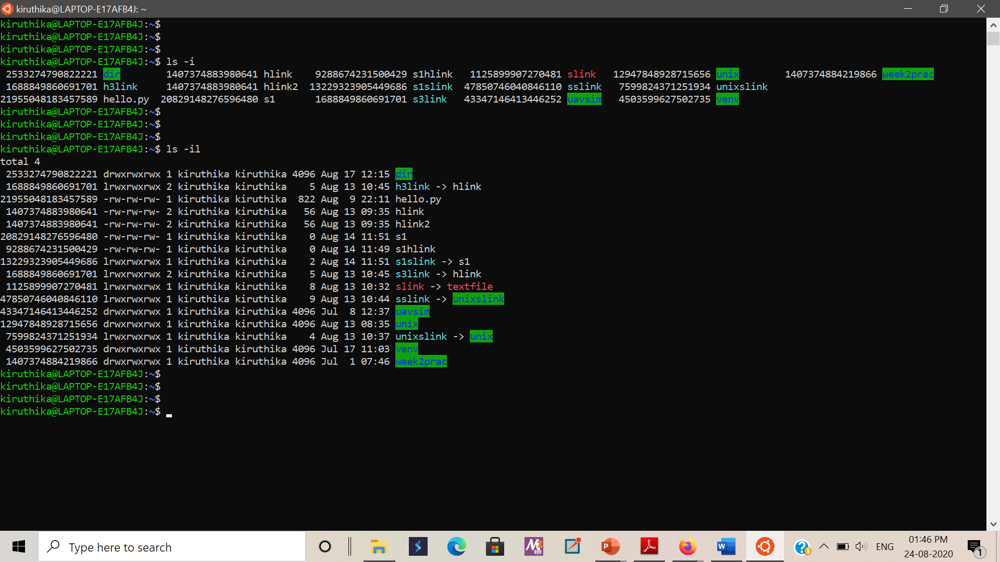 kiruthika@LAPTOP-E17AFB4J: ~
kiruthika@LAPTOP-E17AFB4J:~$
kiruthika@LAPTOP-E17AFB4J:~$
kiruthika@LAPTOP-E17AFB4J:~$
kiruthika@LAPTOP-E17AFB4J:~$ ls -i
 2533274790822221 dir        1407374883980641 hlink    9288674231500429 s1hlink   1125899907270481 slink   12947848928715656 unix        1407374884219866 week2prac
 1688849860691701 h3link     1407374883980641 hlink2  13229323905449686 s1slink  47850746040846110 sslink   7599824371251934 unixslink
21955048183457589 hello.py  20829148276596480 s1       1688849860691701 s3link   43347146413446252 uavsim   4503599627502735 venv
kiruthika@LAPTOP-E17AFB4J:~$
kiruthika@LAPTOP-E17AFB4J:~$
kiruthika@LAPTOP-E17AFB4J:~$
kiruthika@LAPTOP-E17AFB4J:~$ ls -il
total 4
 2533274790822221 drwxrwxrwx 1 kiruthika kiruthika 4096 Aug 17 12:15 dir
 1688849860691701 lrwxrwxrwx 2 kiruthika kiruthika    5 Aug 13 10:45 h3link -> hlink
21955048183457589 -rw-rw-rw- 1 kiruthika kiruthika  822 Aug  9 22:11 hello.py
 1407374883980641 -rw-rw-rw- 2 kiruthika kiruthika   56 Aug 13 09:35 hlink
 1407374883980641 -rw-rw-rw- 2 kiruthika kiruthika   56 Aug 13 09:35 hlink2
20829148276596480 -rw-rw-rw- 1 kiruthika kiruthika    0 Aug 14 11:51 s1
 9288674231500429 -rw-rw-rw- 1 kiruthika kiruthika    0 Aug 14 11:49 s1hlink
13229323905449686 lrwxrwxrwx 1 kiruthika kiruthika    2 Aug 14 11:51 s1slink -> s1
 1688849860691701 lrwxrwxrwx 2 kiruthika kiruthika    5 Aug 13 10:45 s3link -> hlink
 1125899907270481 lrwxrwxrwx 1 kiruthika kiruthika    8 Aug 13 10:32 slink -> textfile
47850746040846110 lrwxrwxrwx 1 kiruthika kiruthika    9 Aug 13 10:44 sslink -> unixslink
43347146413446252 drwxrwxrwx 1 kiruthika kiruthika 4096 Jul  8 12:37 uavsim
12947848928715656 drwxrwxrwx 1 kiruthika kiruthika 4096 Aug 13 08:35 unix
 7599824371251934 lrwxrwxrwx 1 kiruthika kiruthika    4 Aug 13 10:37 unixslink -> unix
 4503599627502735 drwxrwxrwx 1 kiruthika kiruthika 4096 Jul 17 11:03 venv
 1407374884219866 drwxrwxrwx 1 kiruthika kiruthika 4096 Jul  1 07:46 week2prac
kiruthika@LAPTOP-E17AFB4J:~$
kiruthika@LAPTOP-E17AFB4J:~$
kiruthika@LAPTOP-E17AFB4J:~$
kiruthika@LAPTOP-E17AFB4J:~$
Type here to search
ENG
01:46 PM
24-08-2020
1